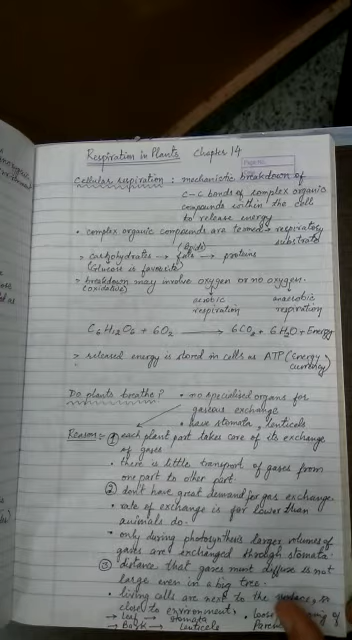 Respiration in Plants Chapter 14
Cellular respiration : mechanistic breakdown of
C-C bonds of complex organic
compounds within the cell
to release energy
• complex organic compounds are termed respiratory
substrate
(lipids)
> carbohydrates → fats → proteins
(Glucose is favourite)
> breakdown may involve oxygen or no oxygen.
(oxidative) aerobic anaerobic
respiration respiration
C6H12O6 + 6O2 → 6CO2 + 6H2O + Energy
> released energy is stored in cells as ATP (Energy
currency)
Do plants breathe? • no specialised organs for
gaseous exchange
• have stomata, lenticels
Reason:- ① each plant part takes care of its exchange
of gases
• there is little transport of gases from
one part to other part
② don't have great demand for gas exchange
• rate of exchange is far lower than
animals do.
• only during photosynthesis large volumes of
gases are exchanged through stomata.
③ distance that gases must diffuse is not
large even in a big tree.
• living cells are next to the surface, or
close to environment
→ leaf → stomata
→ bark → lenticels
• loose